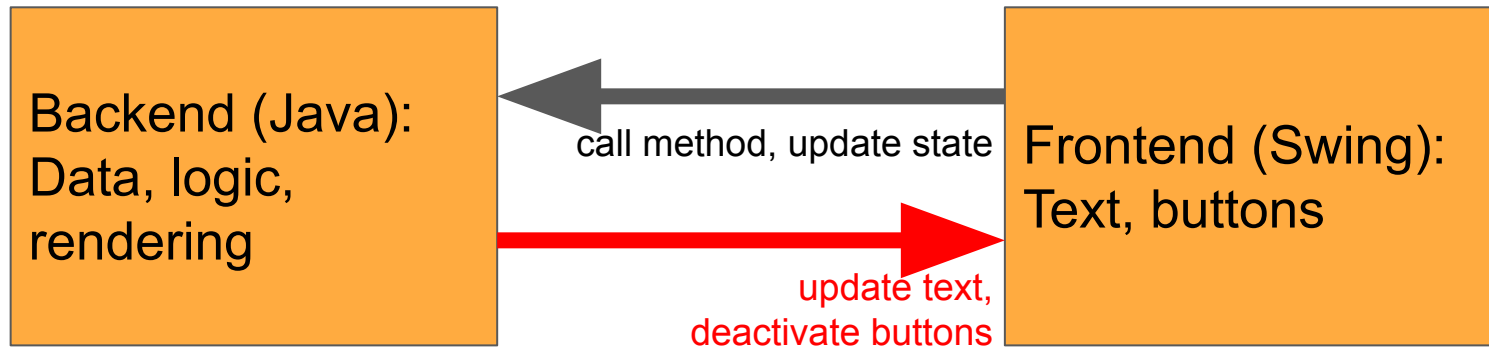 Backend (Java):
Data, logic,
rendering
call method, update state
update text,
deactivate buttons
Frontend (Swing):
Text, buttons